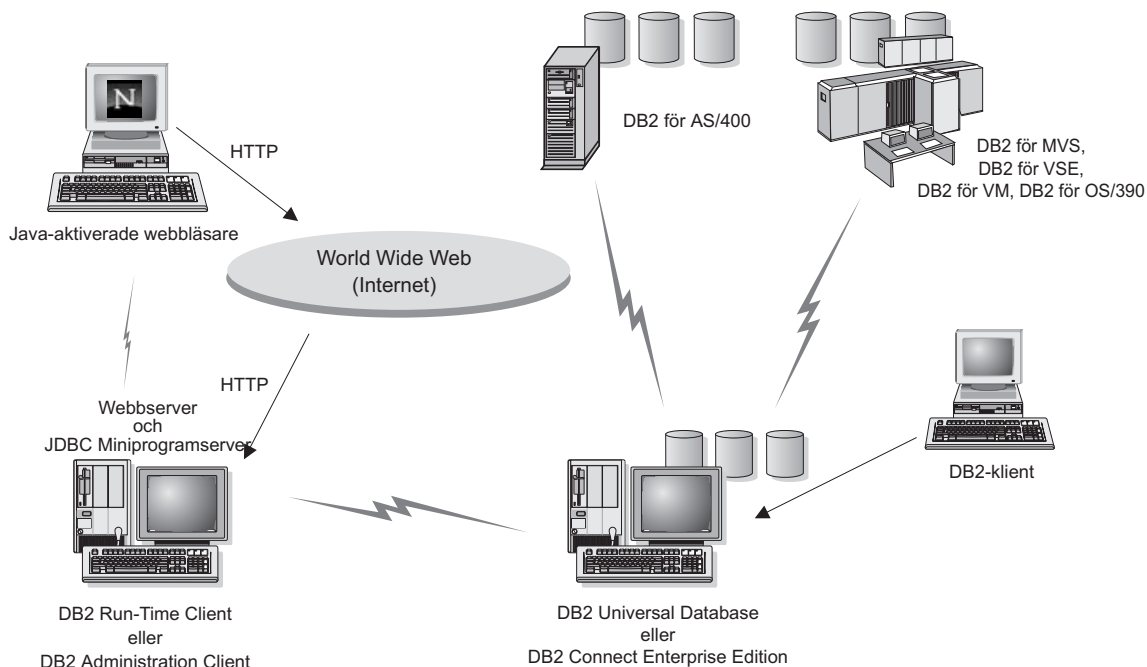 N
HTTP
Java-aktiverade webbläsare
DB2 för AS/400
DB2 för MVS,
DB2 för VSE,
DB2 för VM, DB2 för OS/390
World Wide Web
(Internet)
HTTP
Webbserver
och
JDBC Miniprogramserver
DB2-klient
DB2 Run-Time Client
eller
DB2 Administration Client
DB2 Universal Database
eller
DB2 Connect Enterprise Edition